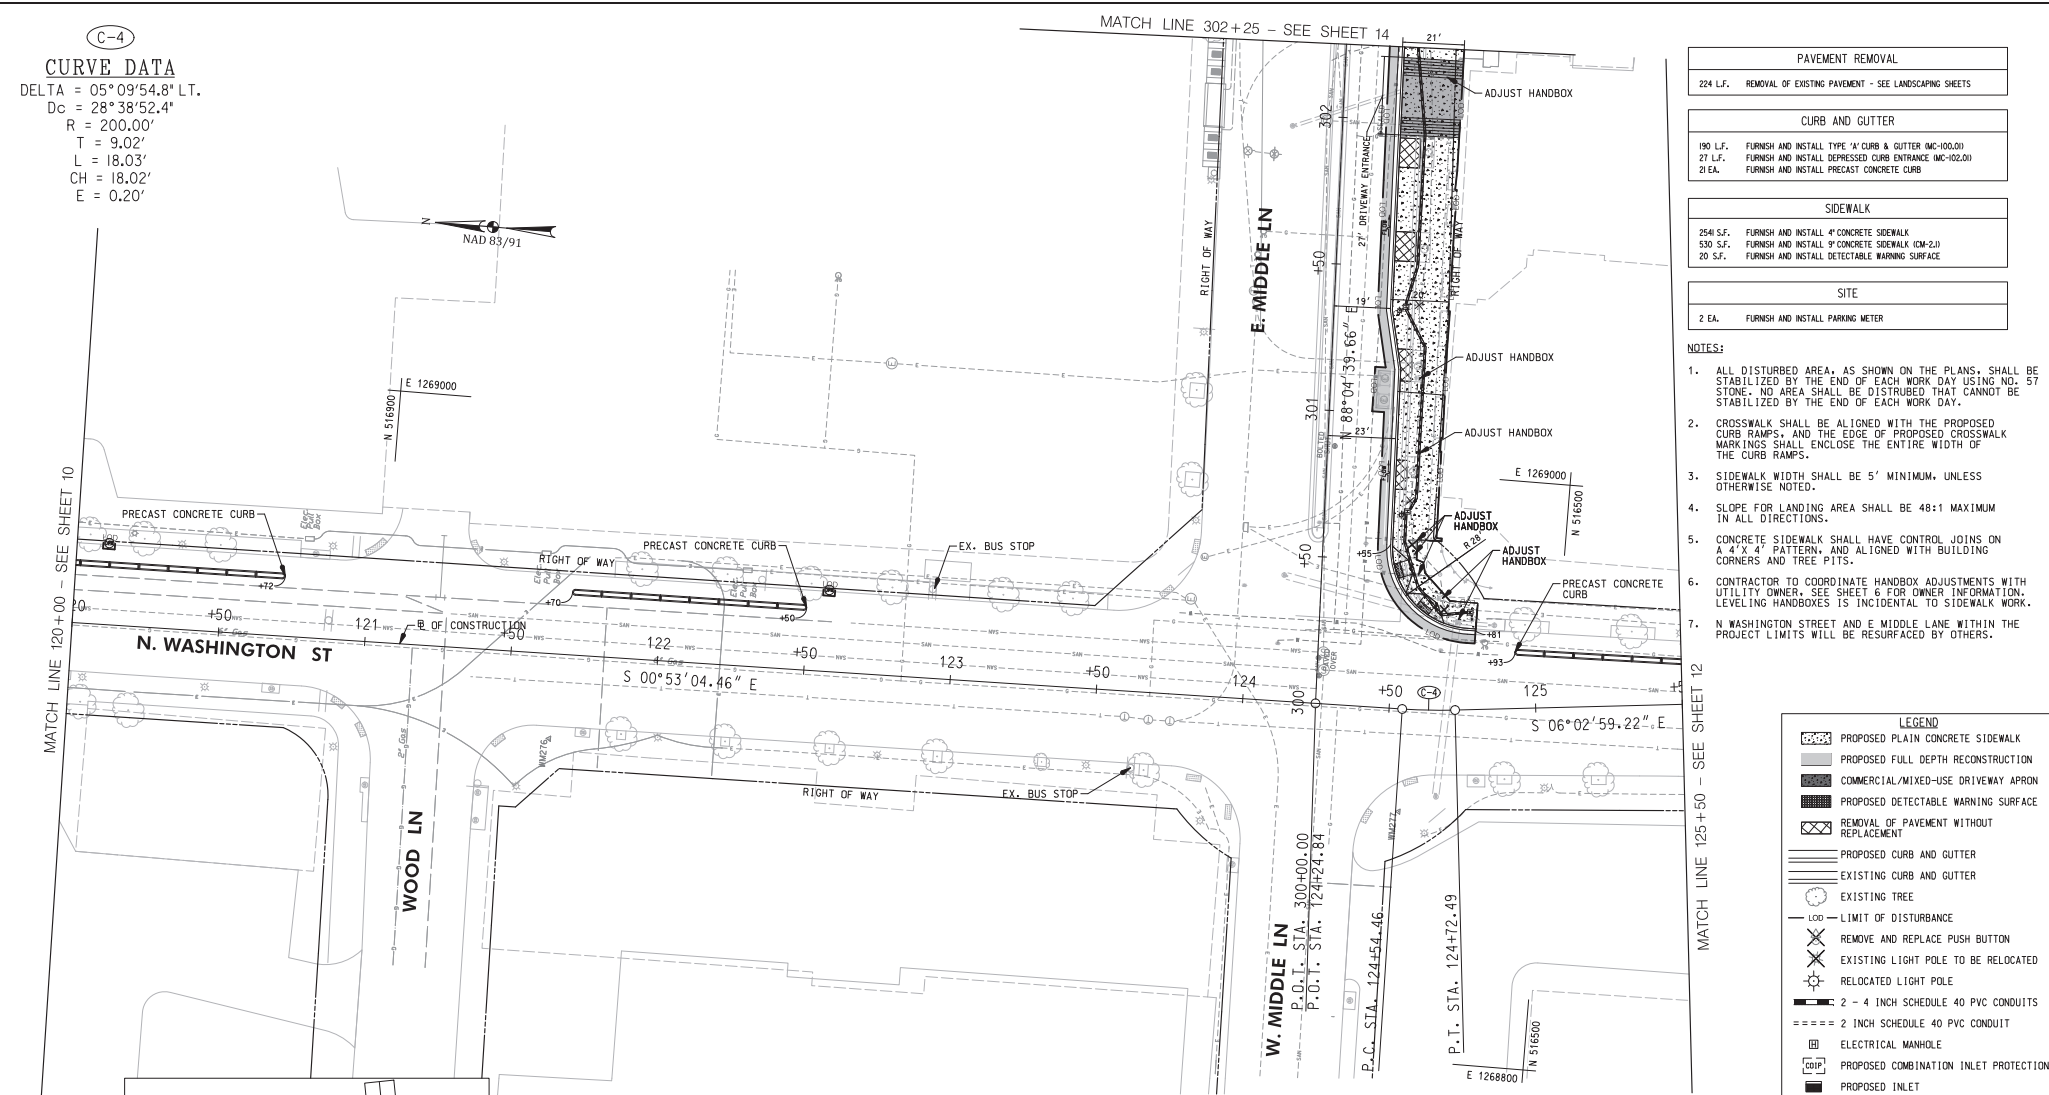 MATCH LINE 302+25 - SEE SHEET 14
C-4
CURVE DATA
DELTA = 05°09'54.8" LT.
Dc = 28°38'52.4"
R = 200.00'
T = 9.02'
L = 18.03'
CH = 18.02'
E = 0.20'
N
NAD 83/91
21'
ADJUST HANDBOX
302
27' DRIVEWAY ENTRANCE
RIGHT OF WAY
E. MIDDLE LN
RIGHT OF WAY
+50
19'
20'
N 88°04'39.66" E
ADJUST HANDBOX
301
23'
ADJUST HANDBOX
E 1269000
N 516900
E 1269000
N 516500
ADJUST
HANDBOX
R 28'
ADJUST
HANDBOX
+50
+55
PRECAST CONCRETE
CURB
+81
+93
MATCH LINE 120+00 - SEE SHEET 10
PRECAST CONCRETE CURB
Elec
Pull
Box
PRECAST CONCRETE CURB
EX. BUS STOP
RIGHT OF WAY
+72
+70
+50
+50
121
℄ OF CONSTRUCTION
+50
122
+50
123
+50
124
300
+50
C-4
125
N. WASHINGTON ST
4" Gas
S 00°53'04.46" E
S 06°02'59.22" E
2" Gas
WM276
WM277
WOOD LN
RIGHT OF WAY
EX. BUS STOP
W. MIDDLE LN
P.O.T. STA. 300+00.00
P.O.T. STA. 124+24.84
P.C. STA. 124+54.46
P.T. STA. 124+72.49
E 1268800
N 516500
MATCH LINE 125+50 - SEE SHEET 12
PAVEMENT REMOVAL
224 L.F. REMOVAL OF EXISTING PAVEMENT - SEE LANDSCAPING SHEETS
CURB AND GUTTER
190 L.F. FURNISH AND INSTALL TYPE 'A' CURB & GUTTER (MC-100.01)
27 L.F. FURNISH AND INSTALL DEPRESSED CURB ENTRANCE (MC-102.01)
21 EA. FURNISH AND INSTALL PRECAST CONCRETE CURB
SIDEWALK
2541 S.F. FURNISH AND INSTALL 4" CONCRETE SIDEWALK
530 S.F. FURNISH AND INSTALL 9" CONCRETE SIDEWALK (CM-2.1)
20 S.F. FURNISH AND INSTALL DETECTABLE WARNING SURFACE
SITE
2 EA. FURNISH AND INSTALL PARKING METER
NOTES:
1. ALL DISTURBED AREA, AS SHOWN ON THE PLANS, SHALL BE
STABILIZED BY THE END OF EACH WORK DAY USING NO. 57
STONE. NO AREA SHALL BE DISTRUBED THAT CANNOT BE
STABILIZED BY THE END OF EACH WORK DAY.
2. CROSSWALK SHALL BE ALIGNED WITH THE PROPOSED
CURB RAMPS, AND THE EDGE OF PROPOSED CROSSWALK
MARKINGS SHALL ENCLOSE THE ENTIRE WIDTH OF
THE CURB RAMPS.
3. SIDEWALK WIDTH SHALL BE 5' MINIMUM, UNLESS
OTHERWISE NOTED.
4. SLOPE FOR LANDING AREA SHALL BE 48:1 MAXIMUM
IN ALL DIRECTIONS.
5. CONCRETE SIDEWALK SHALL HAVE CONTROL JOINS ON
A 4'X 4' PATTERN, AND ALIGNED WITH BUILDING
CORNERS AND TREE PITS.
6. CONTRACTOR TO COORDINATE HANDBOX ADJUSTMENTS WITH
UTILITY OWNER, SEE SHEET 6 FOR OWNER INFORMATION.
LEVELING HANDBOXES IS INCIDENTAL TO SIDEWALK WORK.
7. N WASHINGTON STREET AND E MIDDLE LANE WITHIN THE
PROJECT LIMITS WILL BE RESURFACED BY OTHERS.
LEGEND
PROPOSED PLAIN CONCRETE SIDEWALK
PROPOSED FULL DEPTH RECONSTRUCTION
COMMERCIAL/MIXED-USE DRIVEWAY APRON
PROPOSED DETECTABLE WARNING SURFACE
REMOVAL OF PAVEMENT WITHOUT
REPLACEMENT
PROPOSED CURB AND GUTTER
EXISTING CURB AND GUTTER
EXISTING TREE
LOD LIMIT OF DISTURBANCE
REMOVE AND REPLACE PUSH BUTTON
EXISTING LIGHT POLE TO BE RELOCATED
RELOCATED LIGHT POLE
2 - 4 INCH SCHEDULE 40 PVC CONDUITS
2 INCH SCHEDULE 40 PVC CONDUIT
ELECTRICAL MANHOLE
COIP PROPOSED COMBINATION INLET PROTECTION
PROPOSED INLET